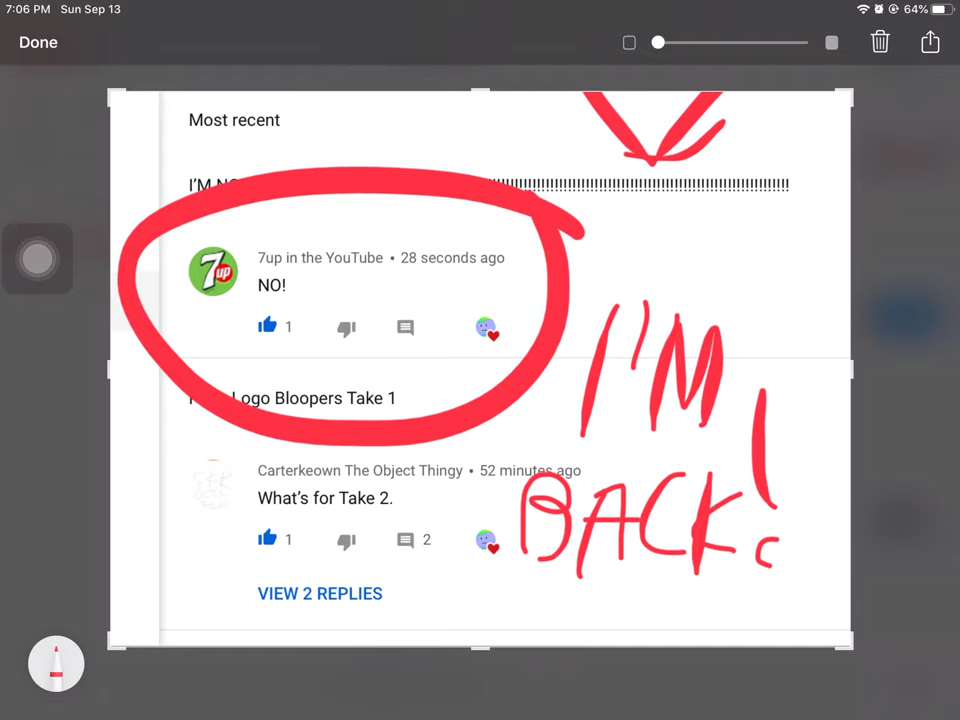 7:06 PM Sun Sep 13
64%
Done
Most recent
I'M
!!!!!!!!!!!!!!!!!!!!!!!!!!!!!!!!!!!!!!!!!!!!!!!!!!!!!!!!!!!!!!!!!!!!!
7up
7up in the YouTube • 28 seconds ago
NO!
1
I'M
BACK!
Logo Bloopers Take 1
Carterkeown The Object Thingy • 52 minutes ago
What's for Take 2.
1
2
VIEW 2 REPLIES